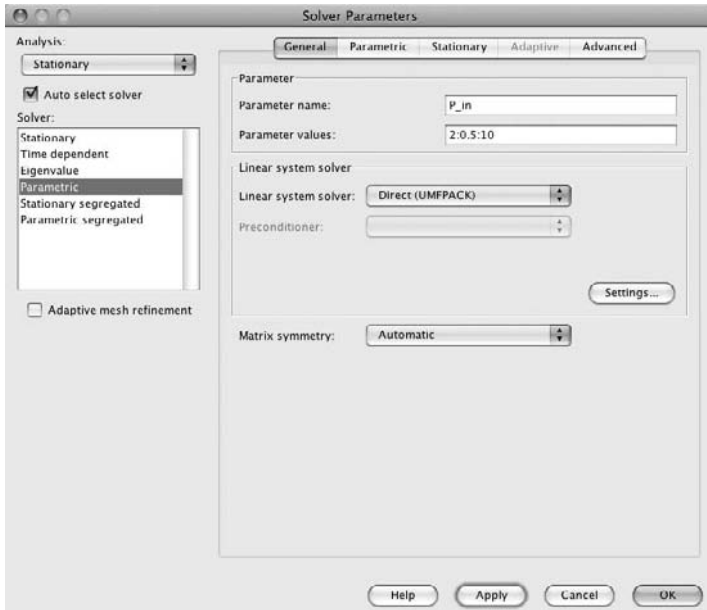 Solver Parameters
Analysis:
Stationary
Auto select solver
Solver:
Stationary
Time dependent
Eigenvalue
Parametric
Stationary segregated
Parametric segregated
Adaptive mesh refinement
General Parametric Stationary Adaptive Advanced
Parameter
Parameter name: P_in
Parameter values: 2:0.5:10
Linear system solver
Linear system solver: Direct (UMFPACK)
Preconditioner:
Settings...
Matrix symmetry: Automatic
Help Apply Cancel OK